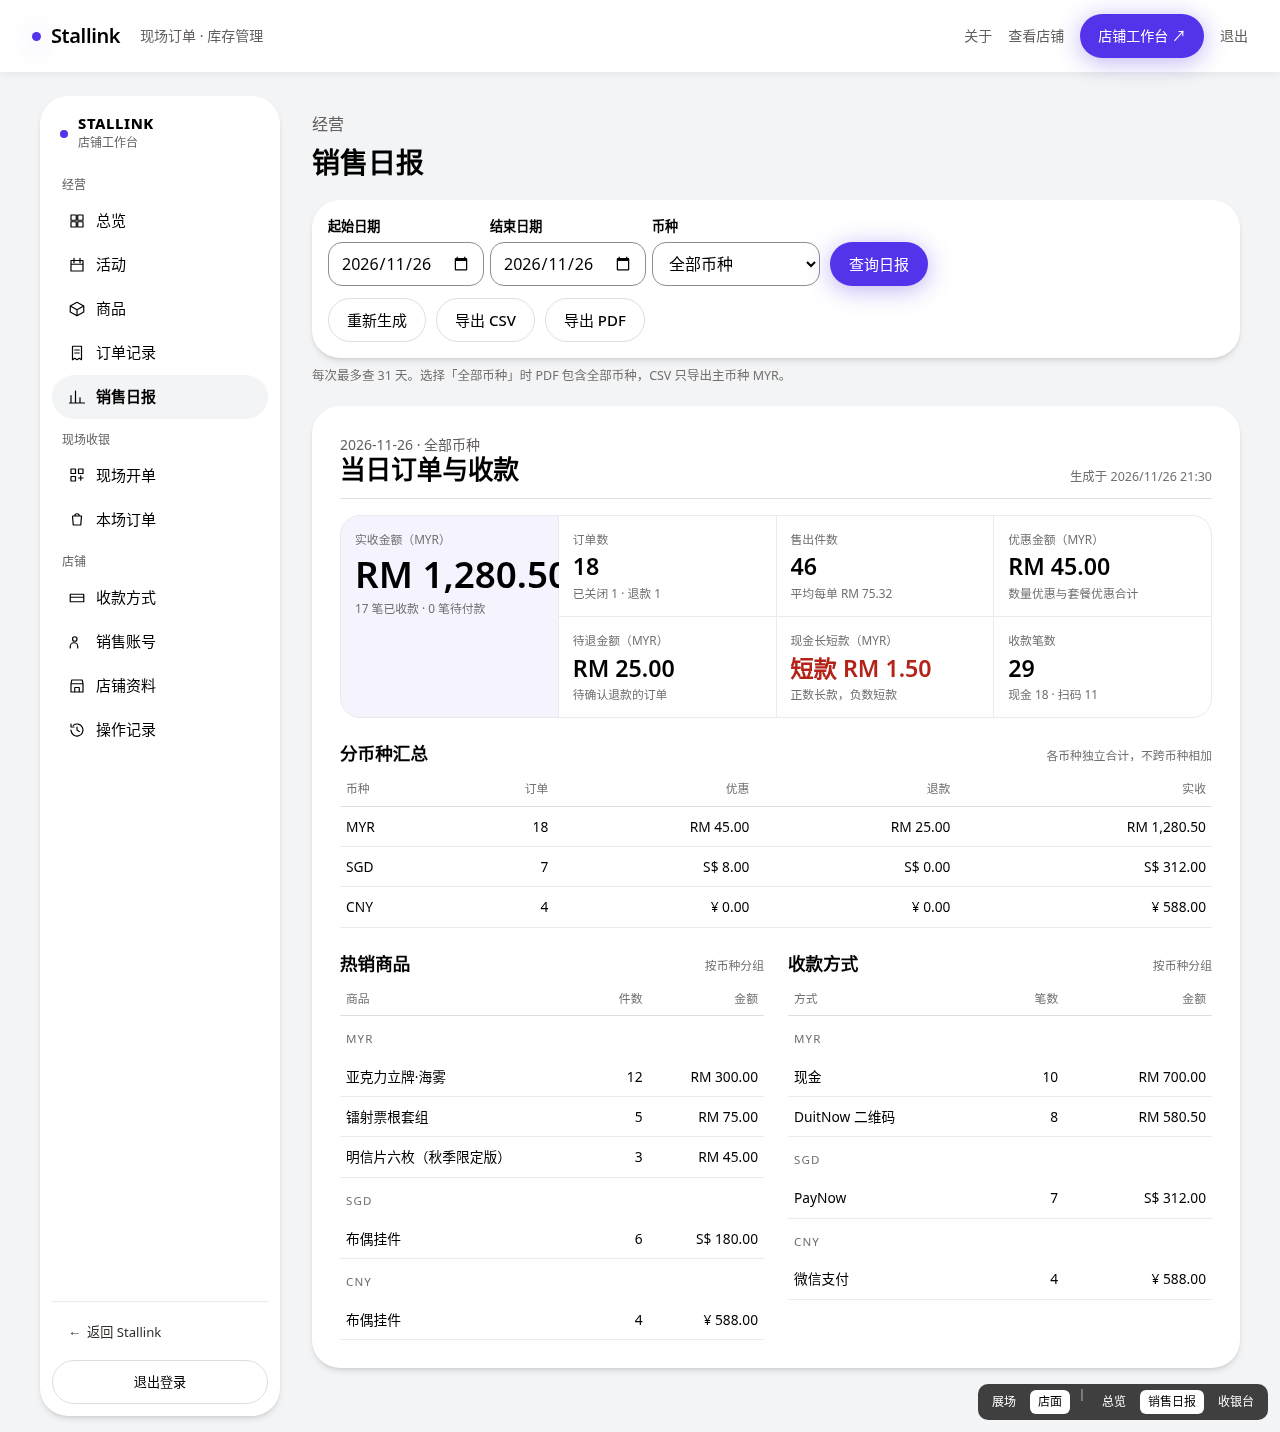 Stallink 现场订单 · 库存管理 关于 查看店铺 店铺工作台 ↗ 退出
STALLINK
店铺工作台
经营
总览
活动
商品
订单记录
销售日报
现场收银
现场开单
本场订单
店铺
收款方式
销售账号
店铺资料
操作记录
← 返回 Stallink
退出登录
经营
销售日报
起始日期 结束日期 币种
2026/11/26 2026/11/26 全部币种 查询日报
重新生成 导出 CSV 导出 PDF
每次最多查 31 天。选择「全部币种」时 PDF 包含全部币种，CSV 只导出主币种 MYR。
2026-11-26 · 全部币种
当日订单与收款 生成于 2026/11/26 21:30
实收金额（MYR）
RM 1,280.50
17 笔已收款 · 0 笔待付款
订单数
18
已关闭 1 · 退款 1
售出件数
46
平均每单 RM 75.32
优惠金额（MYR）
RM 45.00
数量优惠与套餐优惠合计
待退金额（MYR）
RM 25.00
待确认退款的订单
现金长短款（MYR）
短款 RM 1.50
正数长款，负数短款
收款笔数
29
现金 18 · 扫码 11
分币种汇总 各币种独立合计，不跨币种相加
币种 订单 优惠 退款 实收
MYR 18 RM 45.00 RM 25.00 RM 1,280.50
SGD 7 S$ 8.00 S$ 0.00 S$ 312.00
CNY 4 ¥ 0.00 ¥ 0.00 ¥ 588.00
热销商品 按币种分组
商品 件数 金额
MYR
亚克力立牌·海雾 12 RM 300.00
镭射票根套组 5 RM 75.00
明信片六枚（秋季限定版） 3 RM 45.00
SGD
布偶挂件 6 S$ 180.00
CNY
布偶挂件 4 ¥ 588.00
收款方式 按币种分组
方式 笔数 金额
MYR
现金 10 RM 700.00
DuitNow 二维码 8 RM 580.50
SGD
PayNow 7 S$ 312.00
CNY
微信支付 4 ¥ 588.00
展场 店面 | 总览 销售日报 收银台